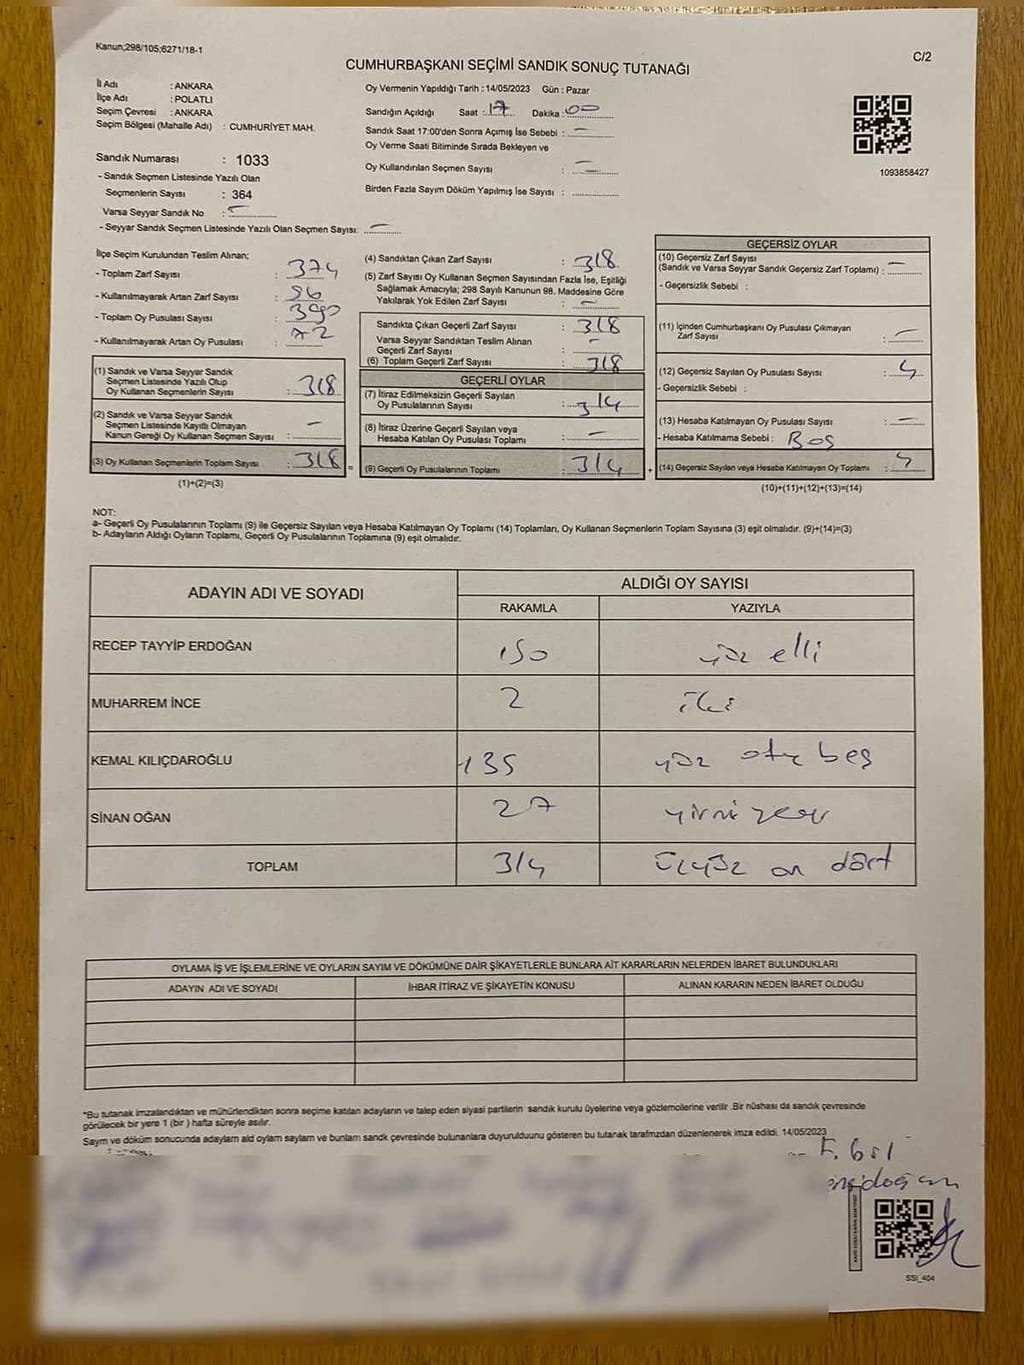 Kanun;298/105;6271/18-1
C/2
CUMHURBAŞKANI SEÇİMİ SANDIK SONUÇ TUTANAĞI
İl Adı : ANKARA
İlçe Adı : POLATLI
Seçim Çevresi : ANKARA
Seçim Bölgesi (Mahalle Adı) : CUMHURİYET MAH.
Sandık Numarası : 1033
- Sandık Seçmen Listesinde Yazılı Olan
Seçmenlerin Sayısı : 364
Varsa Seyyar Sandık No : -
- Seyyar Sandık Seçmen Listesinde Yazılı Olan Seçmen Sayısı: -
Oy Vermenin Yapıldığı Tarih : 14/05/2023 Gün : Pazar
Sandığın Açıldığı Saat : 17 Dakika : 00
Sandık Saat 17:00'den Sonra Açımış İse Sebebi : -
Oy Verme Saati Bitiminde Sırada Bekleyen ve
Oy Kullandırılan Seçmen Sayısı : -
Birden Fazla Sayım Döküm Yapılmış İse Sayısı :
1093858427
İlçe Seçim Kurulundan Teslim Alınan;
- Toplam Zarf Sayısı : 374
- Kullanılmayarak Artan Zarf Sayısı : 56
- Toplam Oy Pusulası Sayısı : 390
- Kullanılmayarak Artan Oy Pusulası : 72
(1) Sandık ve Varsa Seyyar Sandık
Seçmen Listesinde Yazılı Olup
Oy Kullanan Seçmenlerin Sayısı : 318
(2) Sandık ve Varsa Seyyar Sandık
Seçmen Listesinde Kayıtlı Olmayan
Kanun Gereği Oy Kullanan Seçmen Sayısı : -
(3) Oy Kullanan Seçmenlerin Toplam Sayısı : 318 =
(1)+(2)=(3)
(4) Sandıktan Çıkan Zarf Sayısı : 318
(5) Zarf Sayısı Oy Kullanan Seçmen Sayısından Fazla İse, Eşitliği
Sağlamak Amacıyla; 298 Sayılı Kanunun 98. Maddesine Göre
Yakılarak Yok Edilen Zarf Sayısı : -
Sandıkta Çıkan Geçerli Zarf Sayısı : 318
Varsa Seyyar Sandıktan Teslim Alınan
Geçerli Zarf Sayısı : -
(6) Toplam Geçerli Zarf Sayısı : 318
GEÇERLİ OYLAR
(7) İtiraz Edilmeksizin Geçerli Sayılan
Oy Pusulalarının Sayısı : 314
(8) İtiraz Üzerine Geçerli Sayılan veya
Hesaba Katılan Oy Pusulası Toplamı : -
(9) Geçerli Oy Pusulalarının Toplamı : 314 +
GEÇERSİZ OYLAR
(10) Geçersiz Zarf Sayısı
(Sandık ve Varsa Seyyar Sandık Geçersiz Zarf Toplamı) : -
- Geçersizlik Sebebi :
(11) İçinden Cumhurbaşkanı Oy Pusulası Çıkmayan
Zarf Sayısı : -
(12) Geçersiz Sayılan Oy Pusulası Sayısı : 4
- Geçersizlik Sebebi :
(13) Hesaba Katılmayan Oy Pusulası Sayısı : -
- Hesaba Katılmama Sebebi : Boş
(14) Geçersiz Sayılan veya Hesaba Katılmayan Oy Toplamı : 4
(10)+(11)+(12)+(13)=(14)
NOT:
a- Geçerli Oy Pusulalarının Toplamı (9) ile Geçersiz Sayılan veya Hesaba Katılmayan Oy Toplamı (14) Toplamları, Oy Kullanan Seçmenlerin Toplam Sayısına (3) eşit olmalıdır. (9)+(14)=(3)
b- Adayların Aldığı Oyların Toplamı, Geçerli Oy Pusulalarının Toplamına (9) eşit olmalıdır.
ADAYIN ADI VE SOYADI
ALDIĞI OY SAYISI
RAKAMLA YAZIYLA
RECEP TAYYİP ERDOĞAN 150 yüz elli
MUHARREM İNCE 2 iki
KEMAL KILIÇDAROĞLU 135 yüz otuz beş
SİNAN OĞAN 27 yirmi yedi
TOPLAM 314 üçyüz on dört
OYLAMA İŞ VE İŞLEMLERİNE VE OYLARIN SAYIM VE DÖKÜMÜNE DAİR ŞİKAYETLERLE BUNLARA AİT KARARLARIN NELERDEN İBARET BULUNDUKLARI
ADAYIN ADI VE SOYADI İHBAR İTİRAZ VE ŞİKAYETİN KONUSU ALINAN KARARIN NEDEN İBARET OLDUĞU
*Bu tutanak imzalandıktan ve mühürlendikten sonra seçime katılan adayların ve talep eden siyasi partilerin sandık kurulu üyelerine veya gözlemcilerine verilir. Bir nüshası da sandık çevresinde
görülecek bir yere 1 (bir) hafta süreyle asılır.
Sayım ve döküm sonucunda adaylam ald oylam saylam ve bunlam sandk çevresinde bulunanlara duyurulduunu gösteren bu tutanak tarafmzdan düzenlenerek imza edildi. 14/05/2023
SSI_404